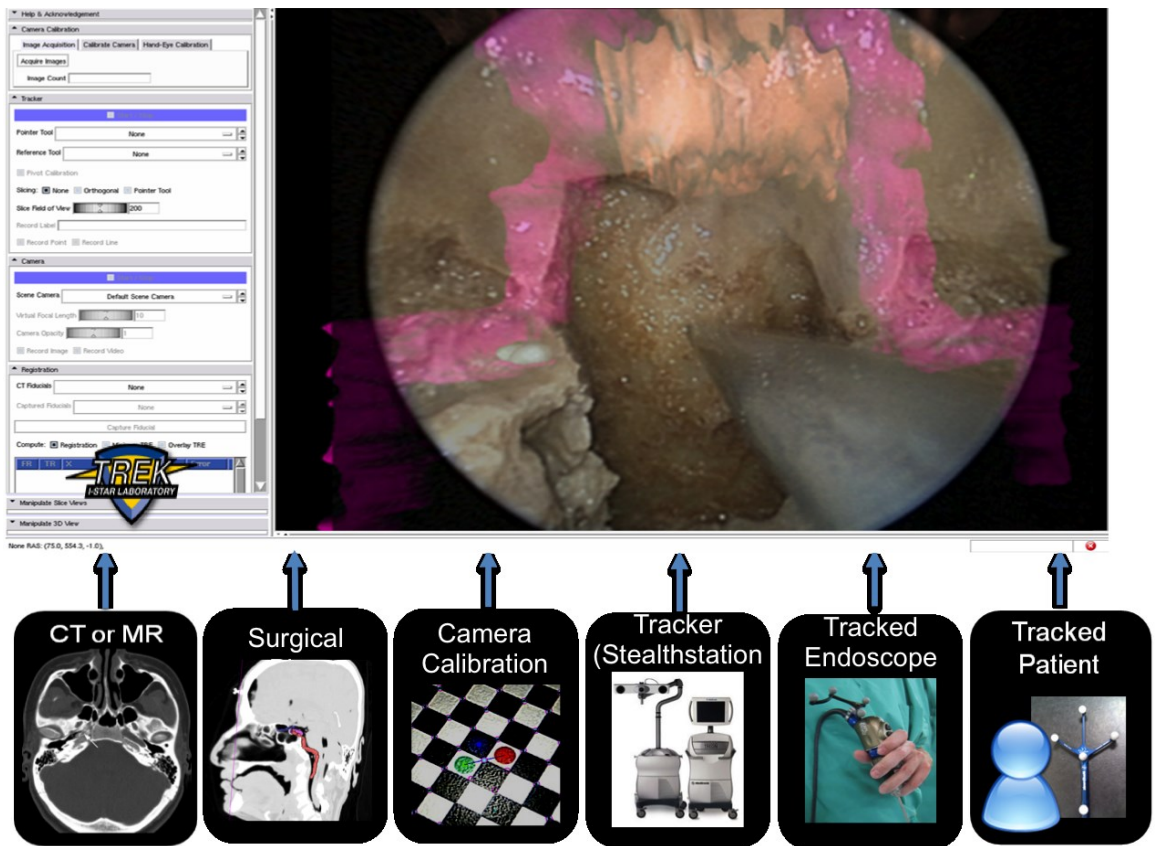 Help & Acknowledgement
Camera Calibration
Image Acquisition Calibrate Camera Hand-Eye Calibration
Acquire Images
Image Count
Tracker
Pointer Tool None
Reference Tool None
Pivot Calibration
Slicing: None Orthogonal Pointer Tool
Slice Field of View 200
Record Label
Record Point Record Line
Camera
Scene Camera Default Scene Camera
Virtual Focal Length 10
Camera Opacity 1
Record Image Record Video
Registration
CT Fiducials None
Captured Fiducials None
Capture Fiducial
Compute: Registration TRE Overlay TRE
FR TR X
TREK
I-STAR LABORATORY
Manipulate Slice Views
Manipulate 3D View
None RAS: (75.0, 554.3, -1.0),
CT or MR
Surgical
Camera
Calibration
Tracker
(Stealthstation
Tracked
Endoscope
Tracked
Patient